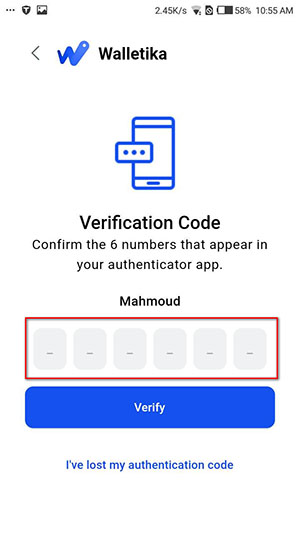 2.45K/s 58% 10:55 AM
Walletika
Verification Code
Confirm the 6 numbers that appear in
your authenticator app.
Mahmoud
_ _ _ _ _ _
Verify
I've lost my authentication code